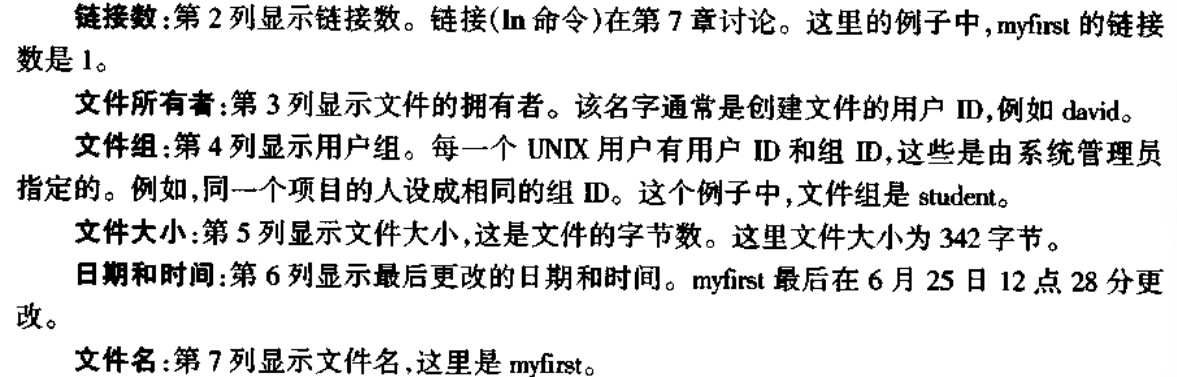 链接数:第 2 列显示链接数。链接(ln 命令)在第 7 章讨论。这里的例子中,myfirst 的链接
数是 1。
文件所有者:第 3 列显示文件的拥有者。该名字通常是创建文件的用户 ID,例如 david。
文件组:第 4 列显示用户组。每一个 UNIX 用户有用户 ID 和组 ID,这些是由系统管理员
指定的。例如,同一个项目的人设成相同的组 ID。这个例子中,文件组是 student。
文件大小:第 5 列显示文件大小,这是文件的字节数。这里文件大小为 342 字节。
日期和时间:第 6 列显示最后更改的日期和时间。myfirst 最后在 6 月 25 日 12 点 28 分更
改。
文件名:第 7 列显示文件名,这里是 myfirst。